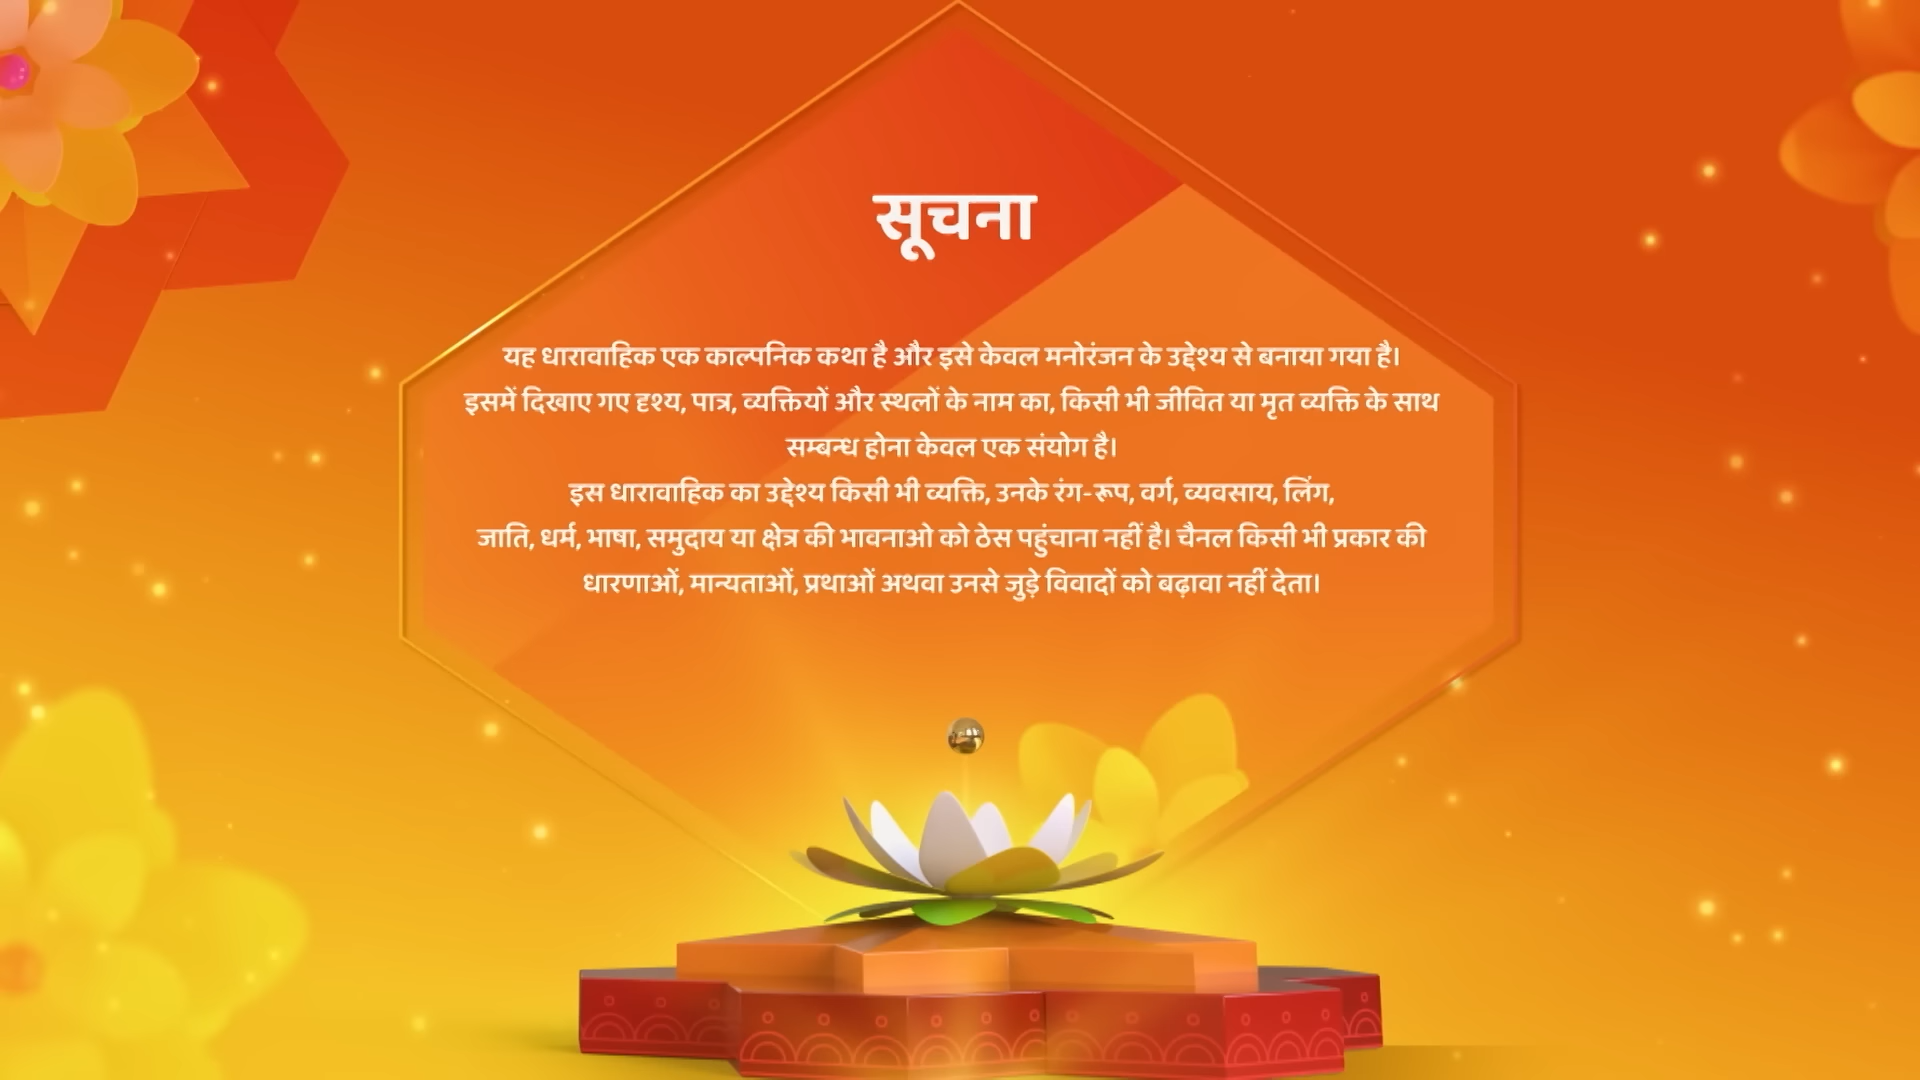 सूचना
यह धारावाहिक एक काल्पनिक कथा है और इसे केवल मनोरंजन के उद्देश्य से बनाया गया है।
इसमें दिखाए गए दृश्य, पात्र, व्यक्तियों और स्थलों के नाम का, किसी भी जीवित या मृत व्यक्ति के साथ
सम्बन्ध होना केवल एक संयोग है।
इस धारावाहिक का उद्देश्य किसी भी व्यक्ति, उनके रंग-रूप, वर्ग, व्यवसाय, लिंग,
जाति, धर्म, भाषा, समुदाय या क्षेत्र की भावनाओ को ठेस पहुंचाना नहीं है। चैनल किसी भी प्रकार की
धारणाओं, मान्यताओं, प्रथाओं अथवा उनसे जुड़े विवादों को बढ़ावा नहीं देता।